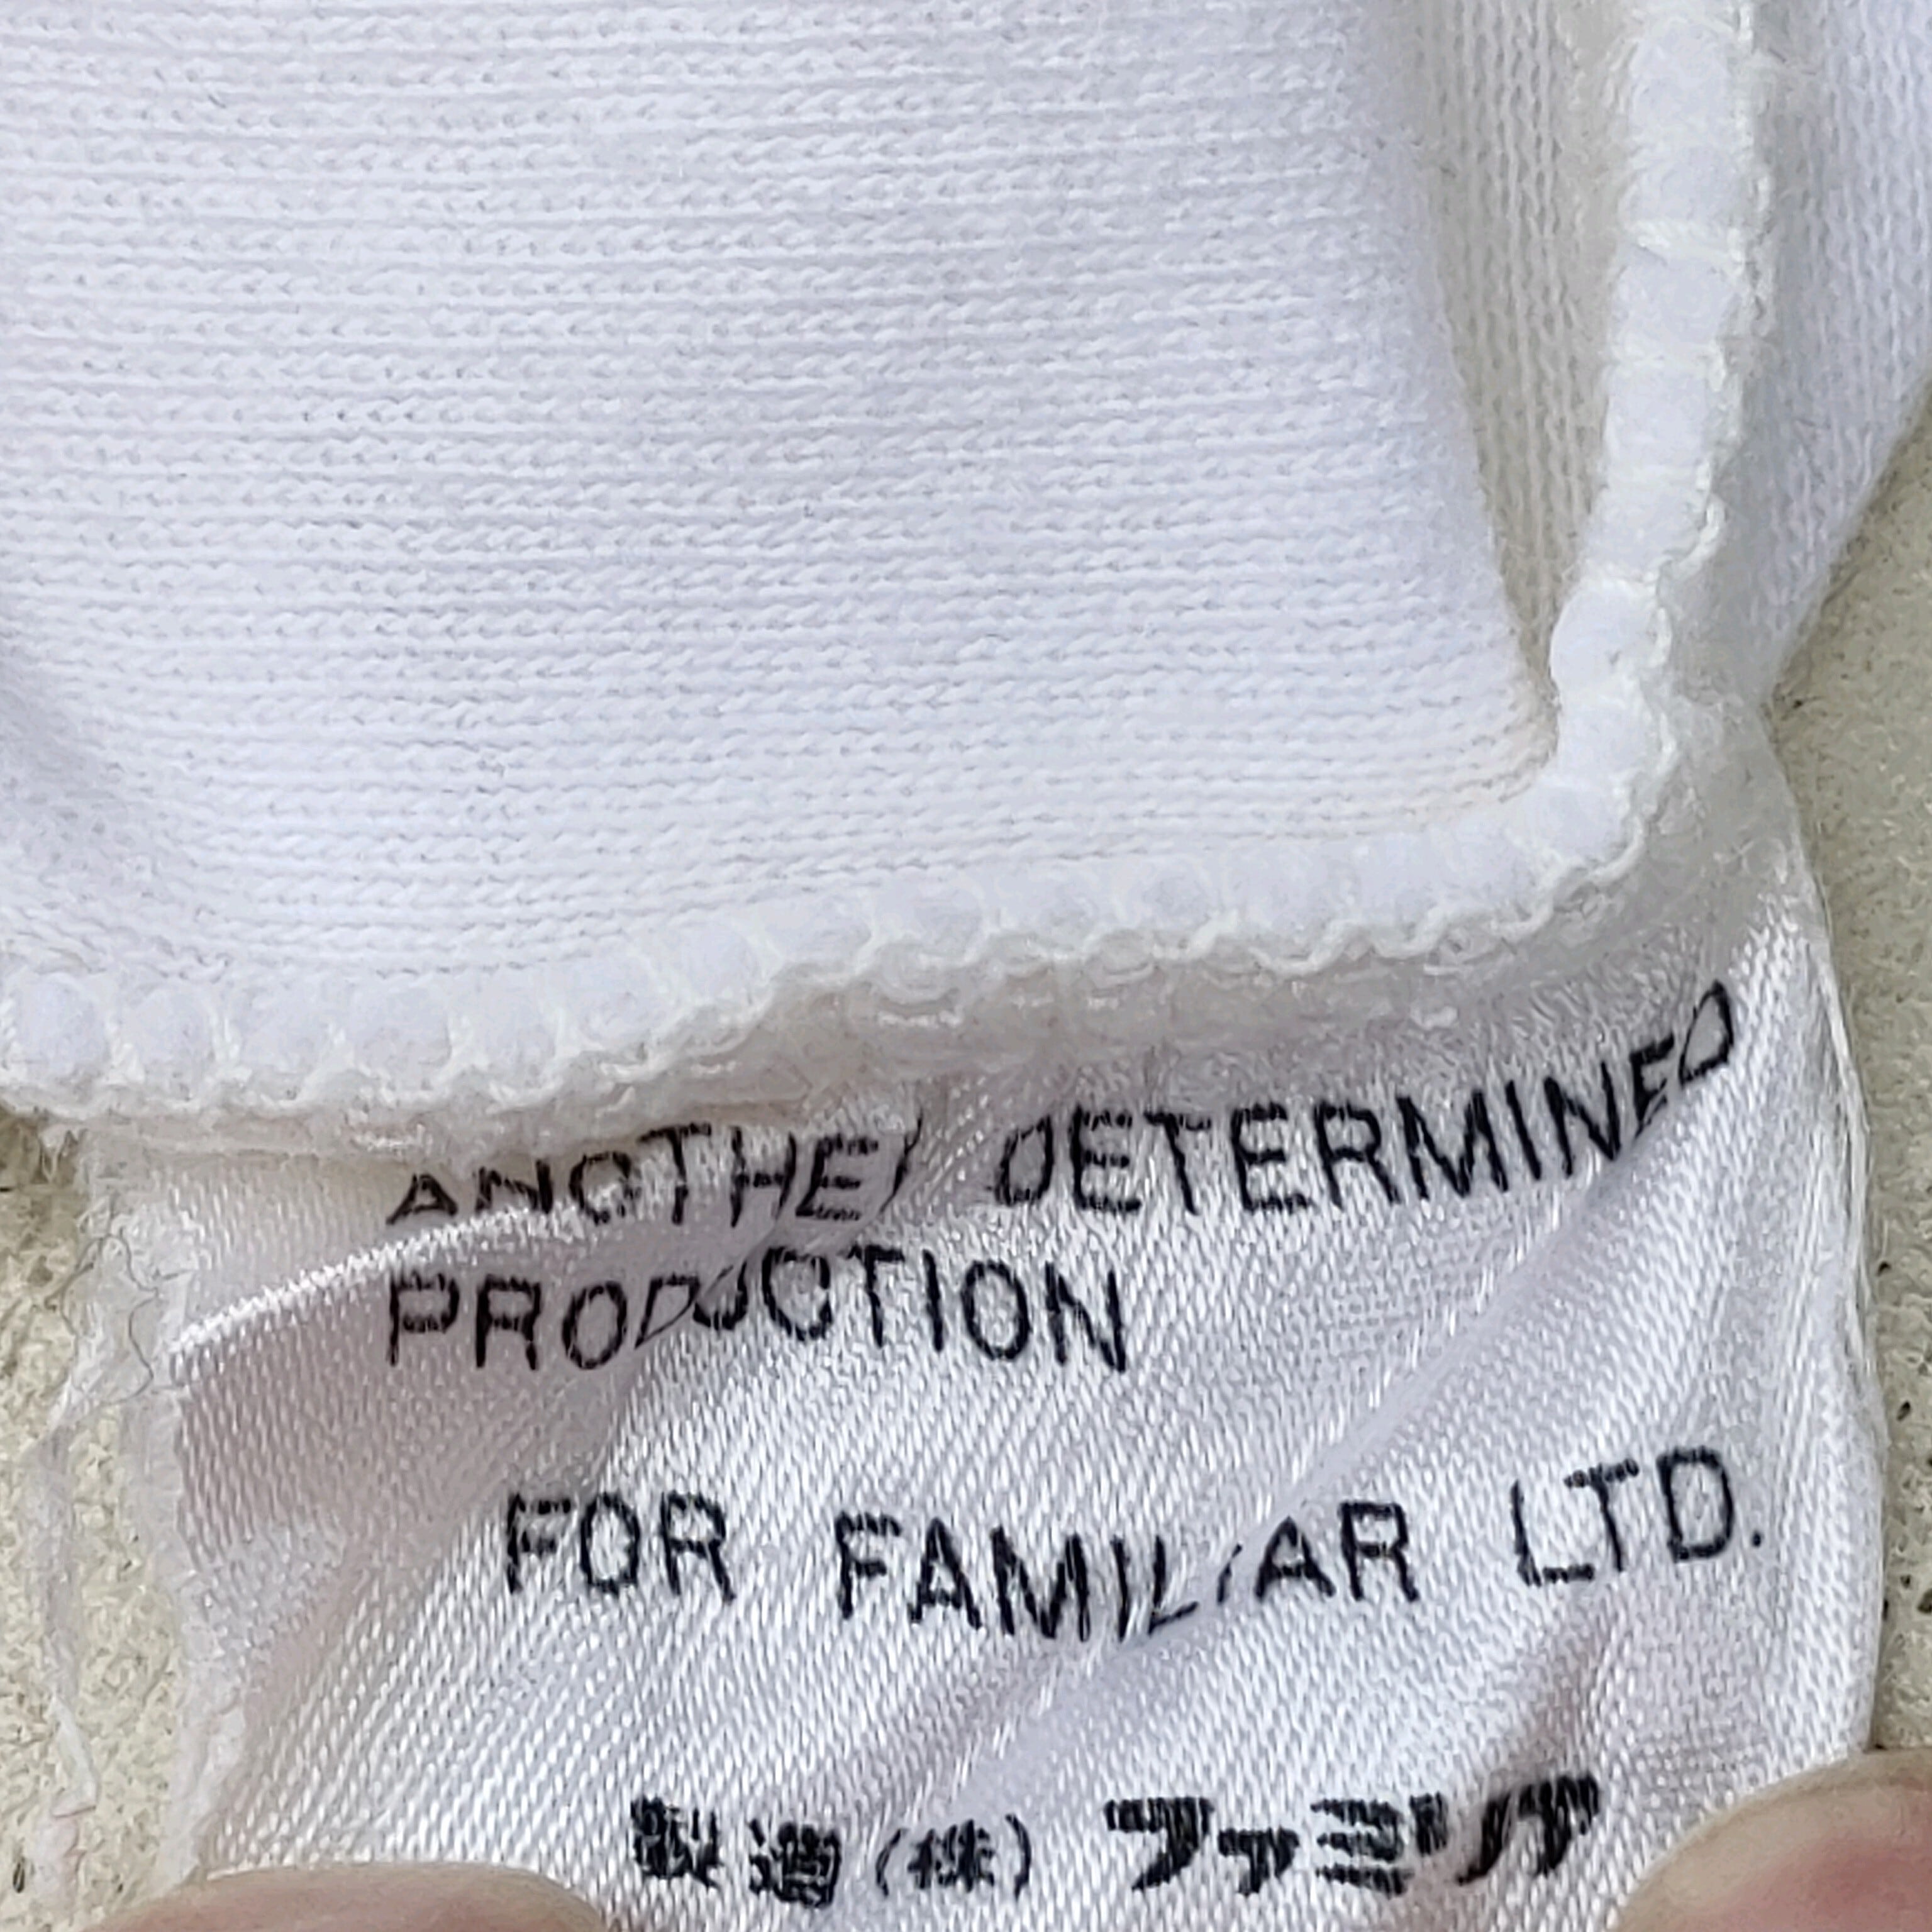 ANOTHER DETERMINED
PRODUCTION
FOR FAMILIAR LTD.
製造(株)ファミリア